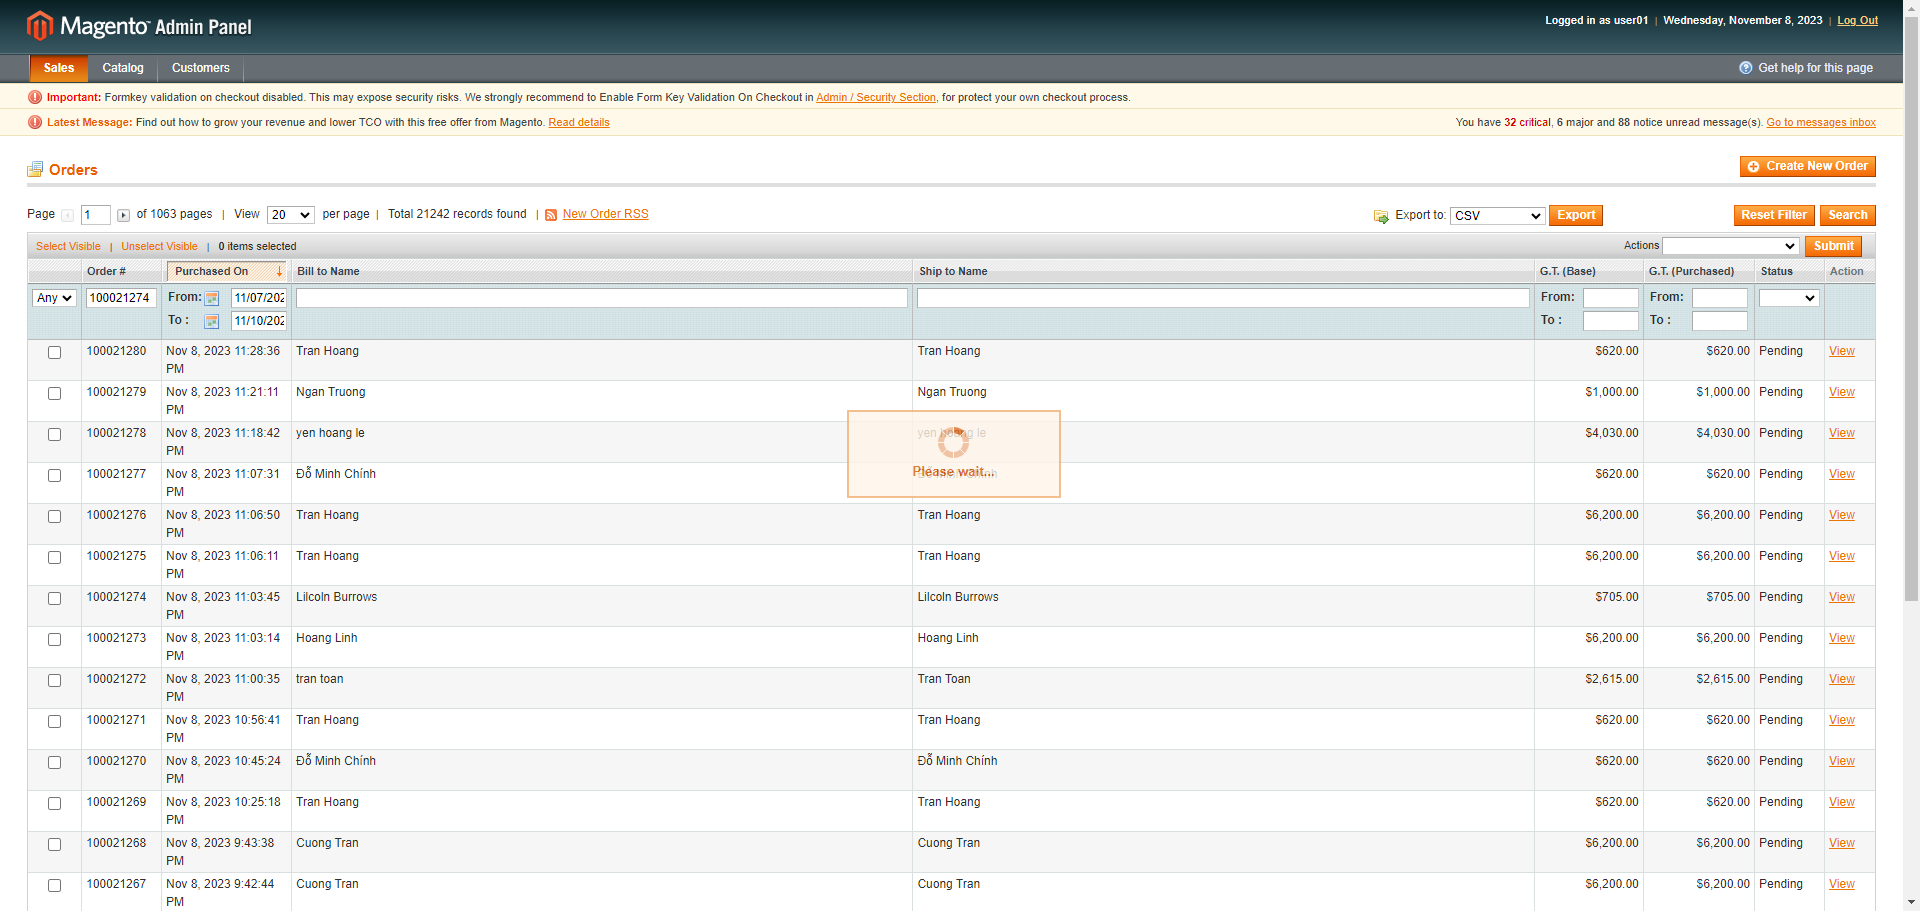 Magento Admin Panel
Logged in as user01 | Wednesday, November 8, 2023 | Log Out
Sales Catalog Customers Get help for this page
Important: Formkey validation on checkout disabled. This may expose security risks. We strongly recommend to Enable Form Key Validation On Checkout in Admin / Security Section, for protect your own checkout process.
Latest Message: Find out how to grow your revenue and lower TCO with this free offer from Magento. Read details You have 32 critical, 6 major and 88 notice unread message(s). Go to messages inbox
Orders Create New Order
Page 1 of 1063 pages | View 20 per page | Total 21242 records found | New Order RSS Export to: CSV Export Reset Filter Search
Select Visible | Unselect Visible | 0 items selected Actions Submit
Order # Purchased On Bill to Name Ship to Name G.T. (Base) G.T. (Purchased) Status Action
Any 100021274 From: 11/07/202 From: From:
To : 11/10/202 To : To :
100021280 Nov 8, 2023 11:28:36 PM Tran Hoang Tran Hoang $620.00 $620.00 Pending View
100021279 Nov 8, 2023 11:21:11 PM Ngan Truong Ngan Truong $1,000.00 $1,000.00 Pending View
100021278 Nov 8, 2023 11:18:42 PM yen hoang le yen hoang le $4,030.00 $4,030.00 Pending View
Please wait...
100021277 Nov 8, 2023 11:07:31 PM Đỗ Minh Chính Đỗ Minh Chính $620.00 $620.00 Pending View
100021276 Nov 8, 2023 11:06:50 PM Tran Hoang Tran Hoang $6,200.00 $6,200.00 Pending View
100021275 Nov 8, 2023 11:06:11 PM Tran Hoang Tran Hoang $6,200.00 $6,200.00 Pending View
100021274 Nov 8, 2023 11:03:45 PM Lilcoln Burrows Lilcoln Burrows $705.00 $705.00 Pending View
100021273 Nov 8, 2023 11:03:14 PM Hoang Linh Hoang Linh $6,200.00 $6,200.00 Pending View
100021272 Nov 8, 2023 11:00:35 PM tran toan Tran Toan $2,615.00 $2,615.00 Pending View
100021271 Nov 8, 2023 10:56:41 PM Tran Hoang Tran Hoang $620.00 $620.00 Pending View
100021270 Nov 8, 2023 10:45:24 PM Đỗ Minh Chính Đỗ Minh Chính $620.00 $620.00 Pending View
100021269 Nov 8, 2023 10:25:18 PM Tran Hoang Tran Hoang $620.00 $620.00 Pending View
100021268 Nov 8, 2023 9:43:38 PM Cuong Tran Cuong Tran $6,200.00 $6,200.00 Pending View
100021267 Nov 8, 2023 9:42:44 PM Cuong Tran Cuong Tran $6,200.00 $6,200.00 Pending View